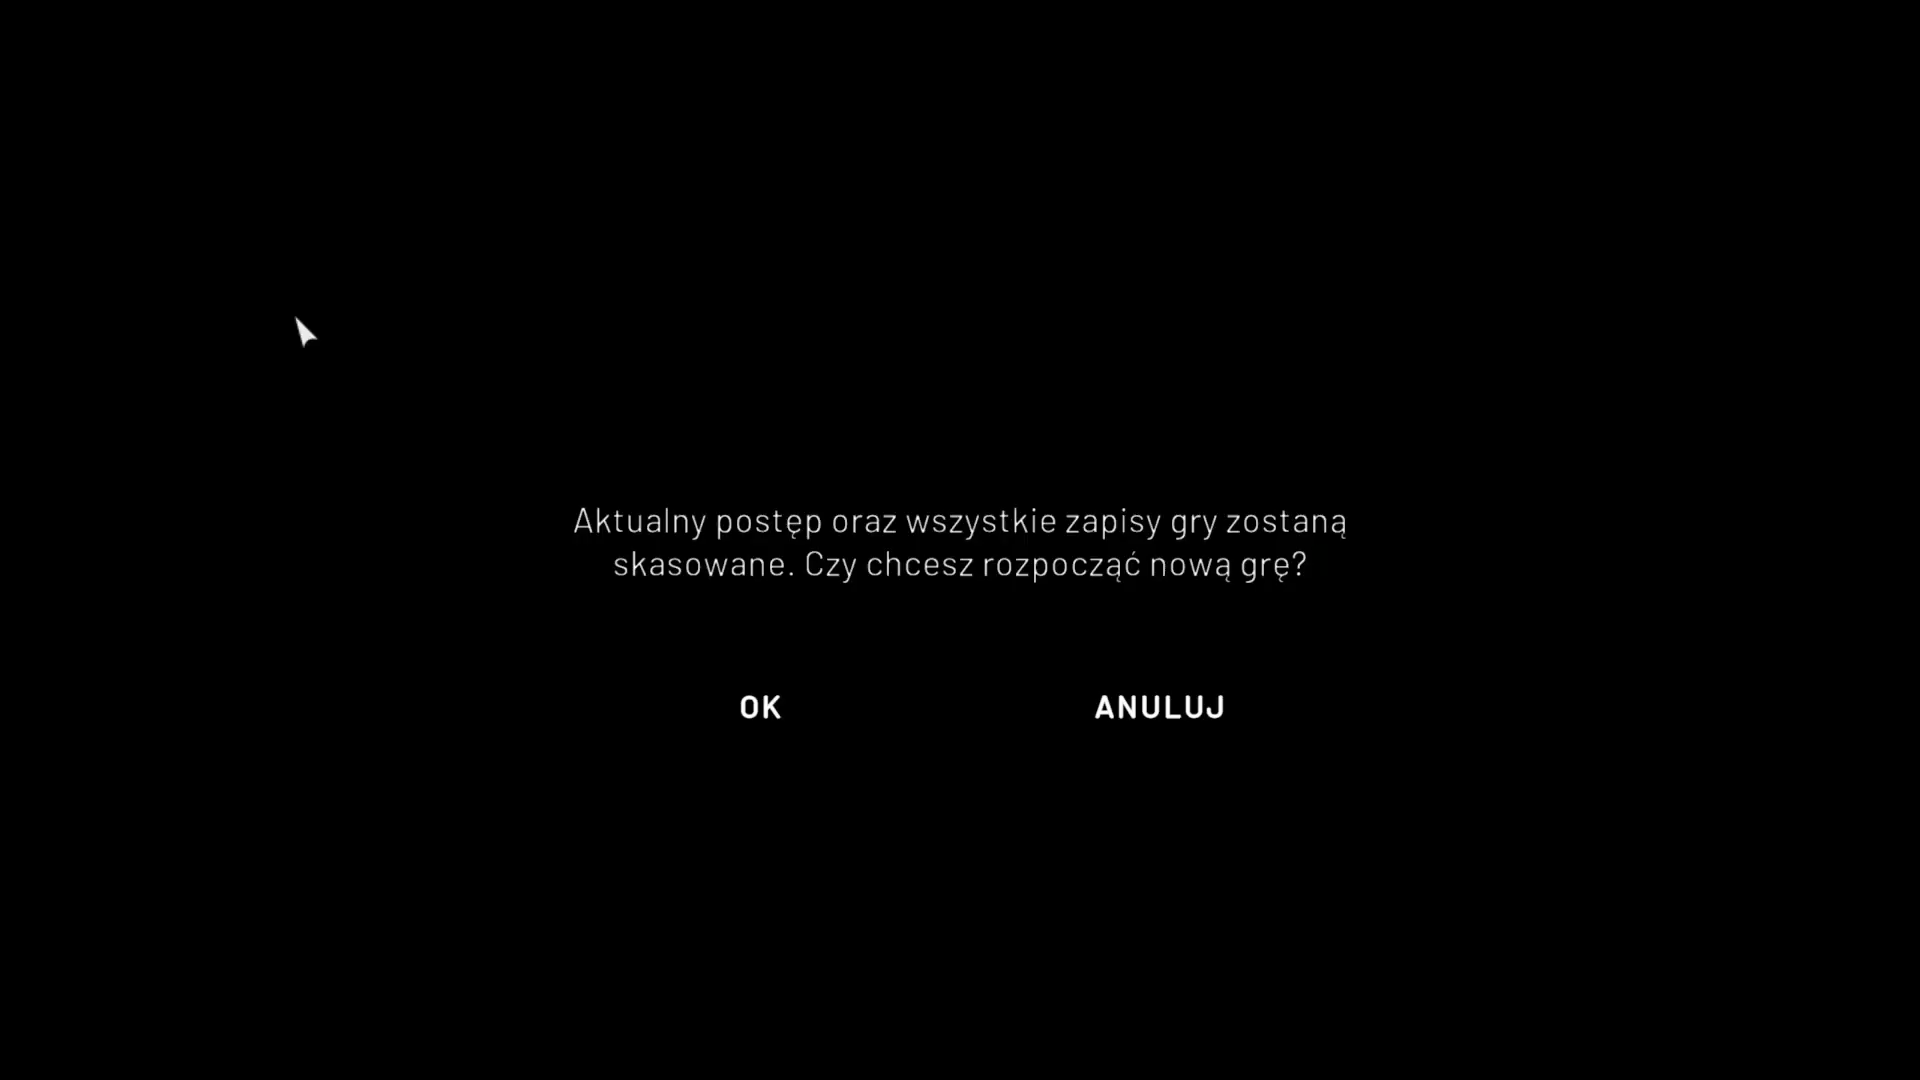 Aktualny postęp oraz wszystkie zapisy gry zostaną
skasowane. Czy chcesz rozpocząć nową grę?
OK
ANULUJ